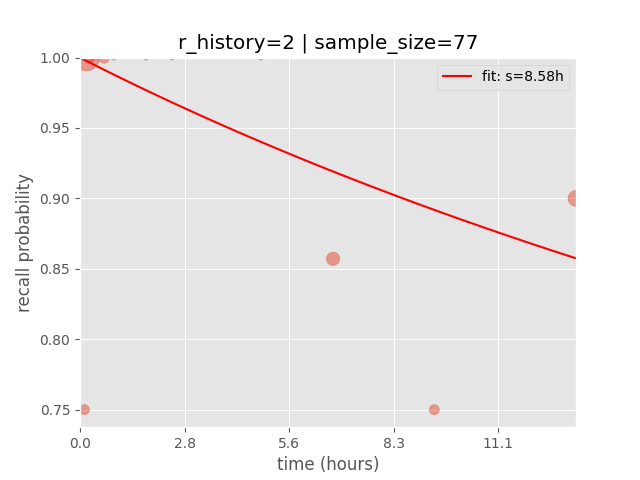 r_history=2 | sample_size=77
fit: s=8.58h
1.00
0.95
0.90
0.85
0.80
0.75
recall probability
0.0 2.8 5.6 8.3 11.1
time (hours)